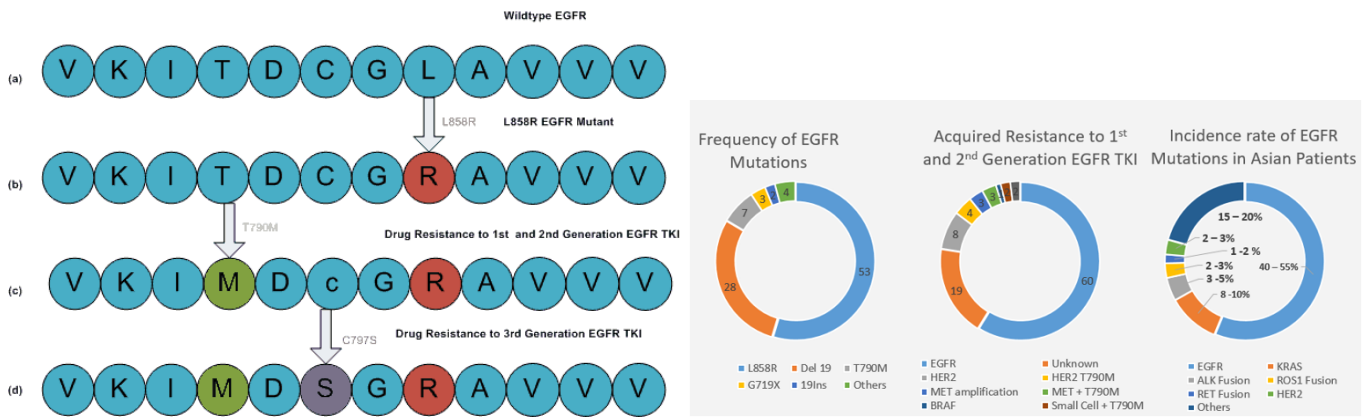 Wildtype EGFR
(a)
V K I T D C G L A V V V
L858R
L858R EGFR Mutant
(b)
V K I T D C G R A V V V
T790M
Drug Resistance to 1st and 2nd Generation EGFR TKI
(c)
V K I M D c G R A V V V
C797S
Drug Resistance to 3rd Generation EGFR TKI
(d)
V K I M D S G R A V V V
Frequency of EGFR
Mutations
53
28
7
3
4
L858R Del 19 T790M
G719X 19Ins Others
Acquired Resistance to 1st
and 2nd Generation EGFR TKI
60
19
8
4
3
3
EGFR Unknown
HER2 HER2 T790M
MET amplification MET + T790M
BRAF Small Cell + T790M
Incidence rate of EGFR
Mutations in Asian Patients
15 – 20%
2 – 3%
1 -2 %
2 -3%
40 – 55%
3 -5%
8 -10%
EGFR KRAS
ALK Fusion ROS1 Fusion
RET Fusion HER2
Others